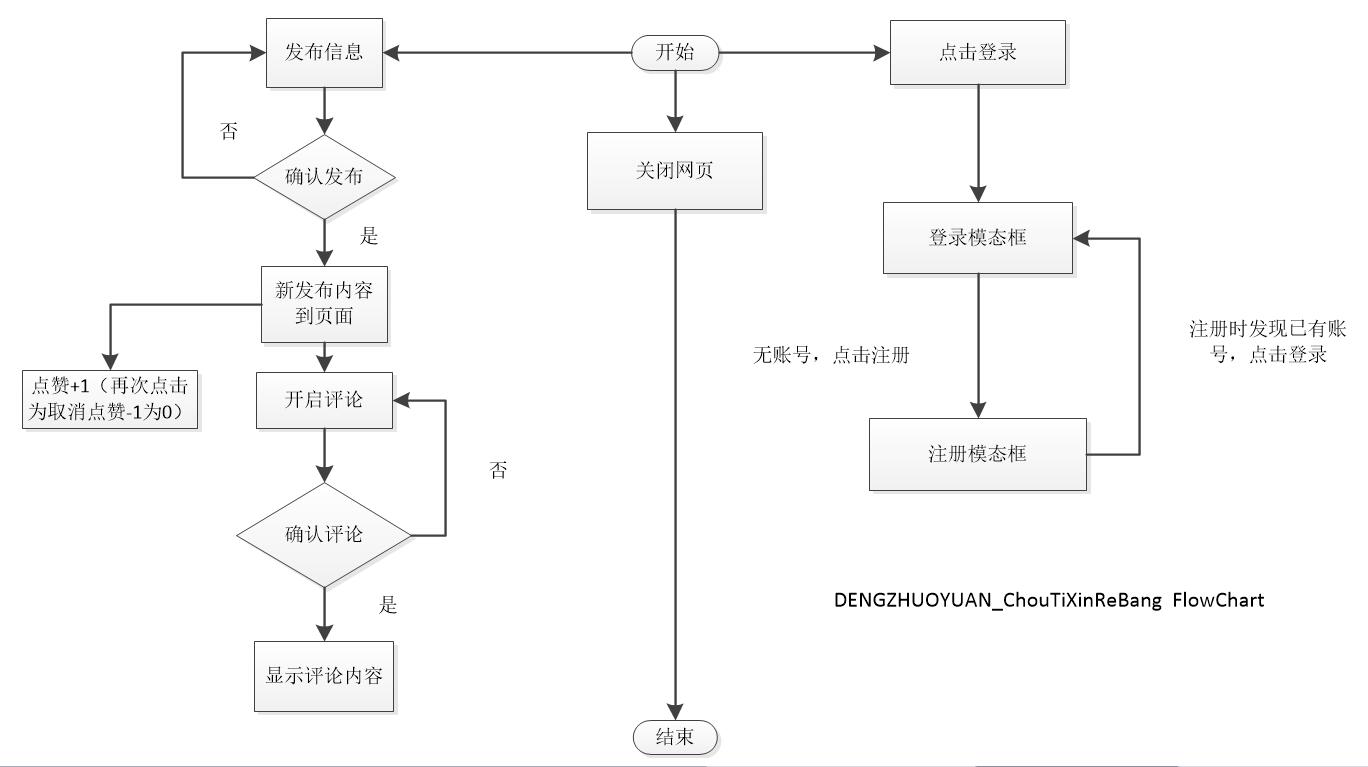 发布信息
开始
点击登录
否
确认发布
关闭网页
是
登录模态框
新发布内容
到页面
注册时发现已有账
号，点击登录
无账号，点击注册
点赞+1（再次点击
为取消点赞-1为0）
开启评论
注册模态框
否
确认评论
是
DENGZHUOYUAN_ChouTiXinReBang FlowChart
显示评论内容
结束